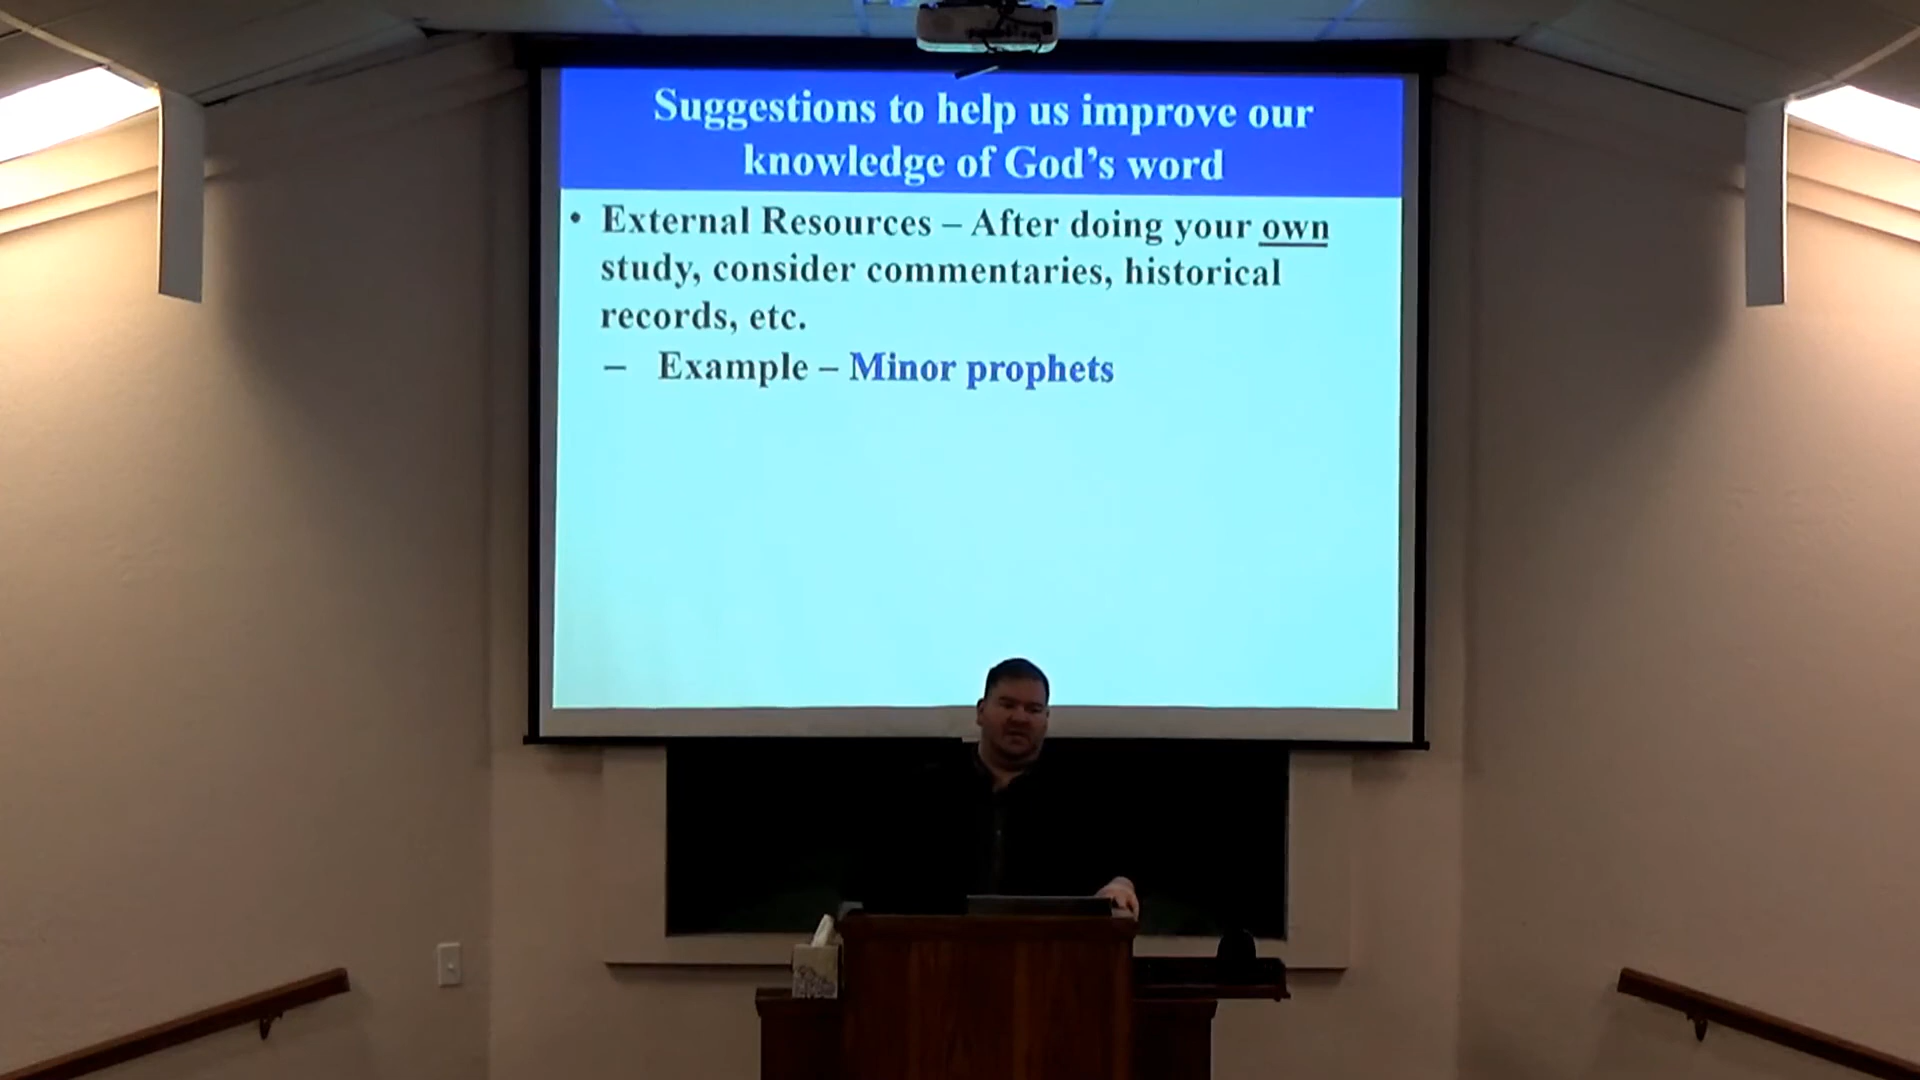 Suggestions to help us improve our
knowledge of God's word
• External Resources – After doing your own
study, consider commentaries, historical
records, etc.
– Example – Minor prophets